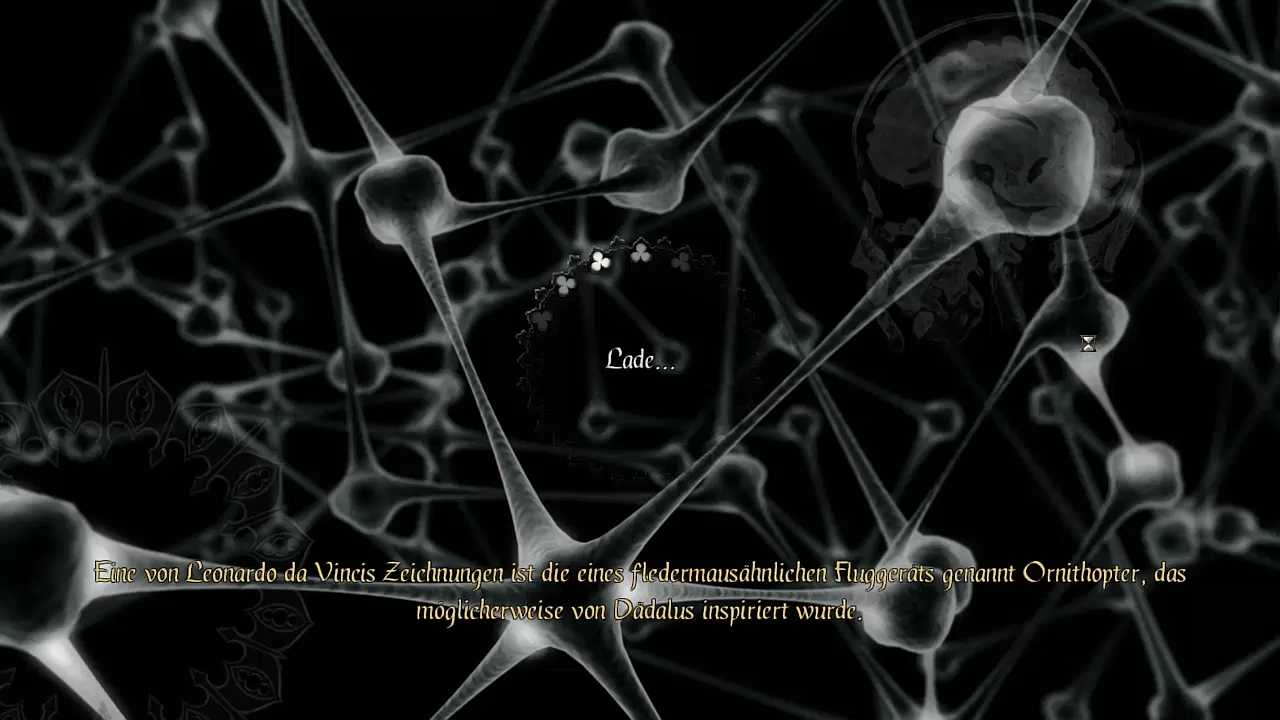 Lade...
Eine von Leonardo da Vincis Zeichnungen ist die eines fledermausähnlichen Fluggeräts genannt Ornithopter, das
möglicherweise von Dädalus inspiriert wurde.